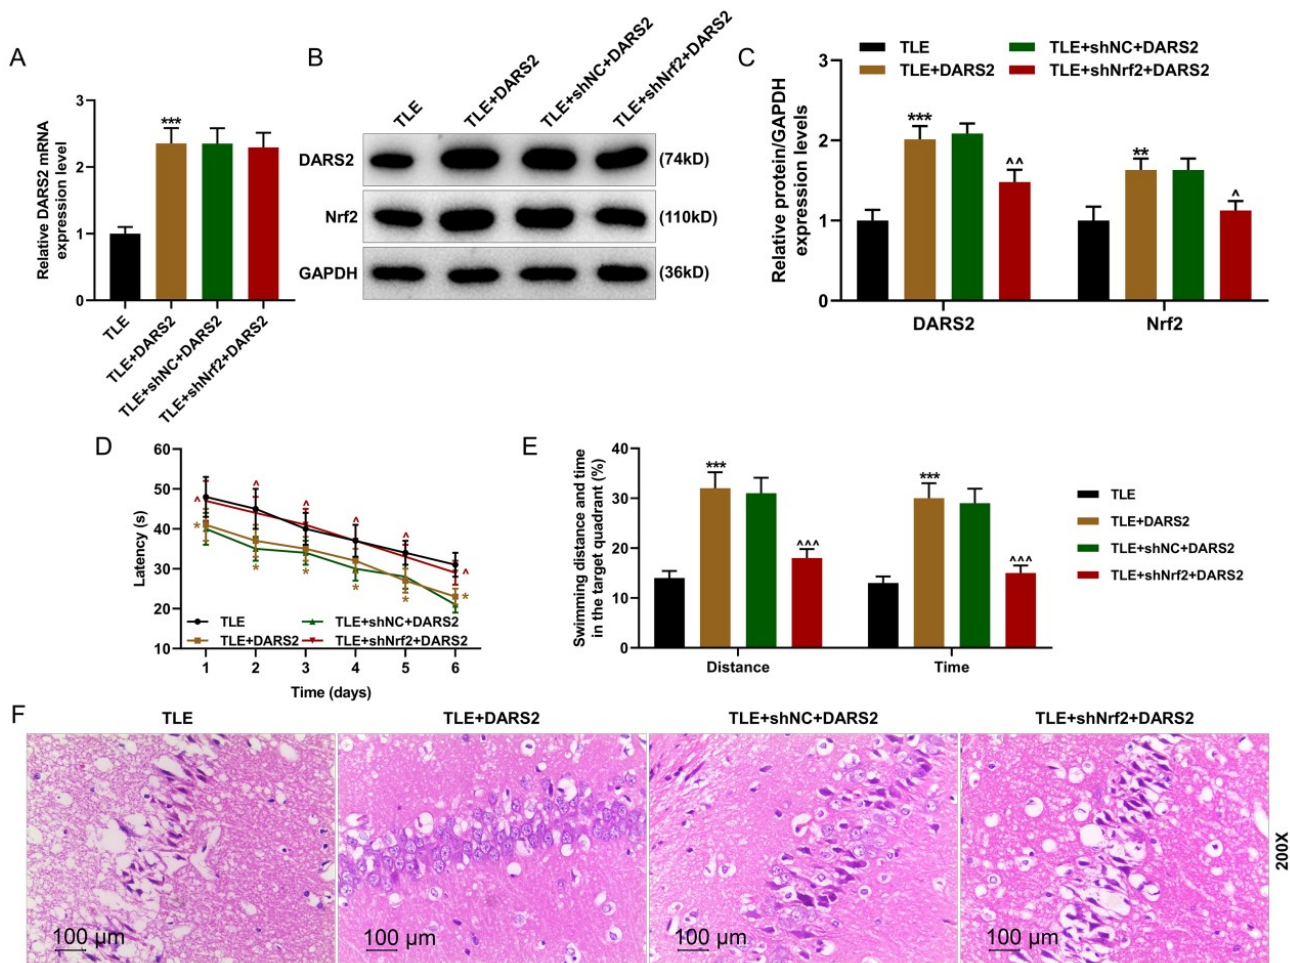 A
Relative DARS2 mRNA
expression level
3
2
1
0
***
TLE
TLE+DARS2
TLE+shNC+DARS2
TLE+shNrf2+DARS2
B
TLE
TLE+DARS2
TLE+shNC+DARS2
TLE+shNrf2+DARS2
DARS2
(74kD)
Nrf2
(110kD)
GAPDH
(36kD)
C
TLE
TLE+DARS2
TLE+shNC+DARS2
TLE+shNrf2+DARS2
Relative protein/GAPDH
expression levels
3
2
1
0
***
^^
**
^
DARS2
Nrf2
D
Latency (s)
60
50
40
30
20
10
^ ^ ^ ^ ^ ^
* * * * * *
TLE
TLE+DARS2
TLE+shNC+DARS2
TLE+shNrf2+DARS2
1 2 3 4 5 6
Time (days)
E
Swimming distance and time
in the target quadrant (%)
40
30
20
10
0
***
^^^
***
^^^
Distance
Time
TLE
TLE+DARS2
TLE+shNC+DARS2
TLE+shNrf2+DARS2
F
TLE
TLE+DARS2
TLE+shNC+DARS2
TLE+shNrf2+DARS2
100 μm
100 μm
100 μm
100 μm
200X